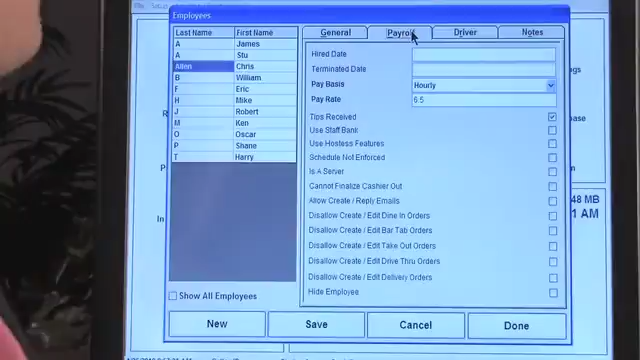 Employees
Last Name First Name
A James
A Stu
Allen Chris
B William
F Eric
H Mike
J Robert
M Ken
O Oscar
P Shane
T Harry
Show All Employees
General Payroll Driver Notes
Hired Date
Terminated Date
Pay Basis Hourly
Pay Rate 6.5
Tips Received
Use Staff Bank
Use Hostess Features
Schedule Not Enforced
Is A Server
Cannot Finalize Cashier Out
Allow Create / Reply Emails
Disallow Create / Edit Dine In Orders
Disallow Create / Edit Bar Tab Orders
Disallow Create / Edit Take Out Orders
Disallow Create / Edit Drive Thru Orders
Disallow Create / Edit Delivery Orders
Hide Employee
New Save Cancel Done
48 MB
1 AM